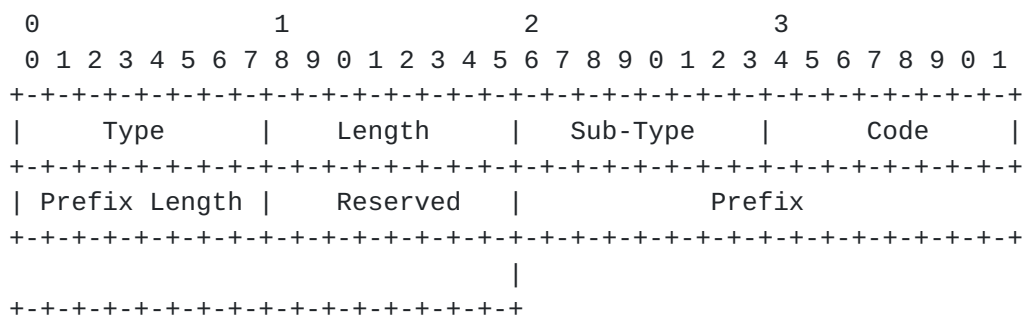 0                   1                   2                   3
 0 1 2 3 4 5 6 7 8 9 0 1 2 3 4 5 6 7 8 9 0 1 2 3 4 5 6 7 8 9 0 1
+-+-+-+-+-+-+-+-+-+-+-+-+-+-+-+-+-+-+-+-+-+-+-+-+-+-+-+-+-+-+-+-+
|     Type      |    Length     |   Sub-Type    |      Code     |
+-+-+-+-+-+-+-+-+-+-+-+-+-+-+-+-+-+-+-+-+-+-+-+-+-+-+-+-+-+-+-+-+
| Prefix Length |    Reserved   |            Prefix
+-+-+-+-+-+-+-+-+-+-+-+-+-+-+-+-+-+-+-+-+-+-+-+-+-+-+-+-+-+-+-+-+
                                |
+-+-+-+-+-+-+-+-+-+-+-+-+-+-+-+-+